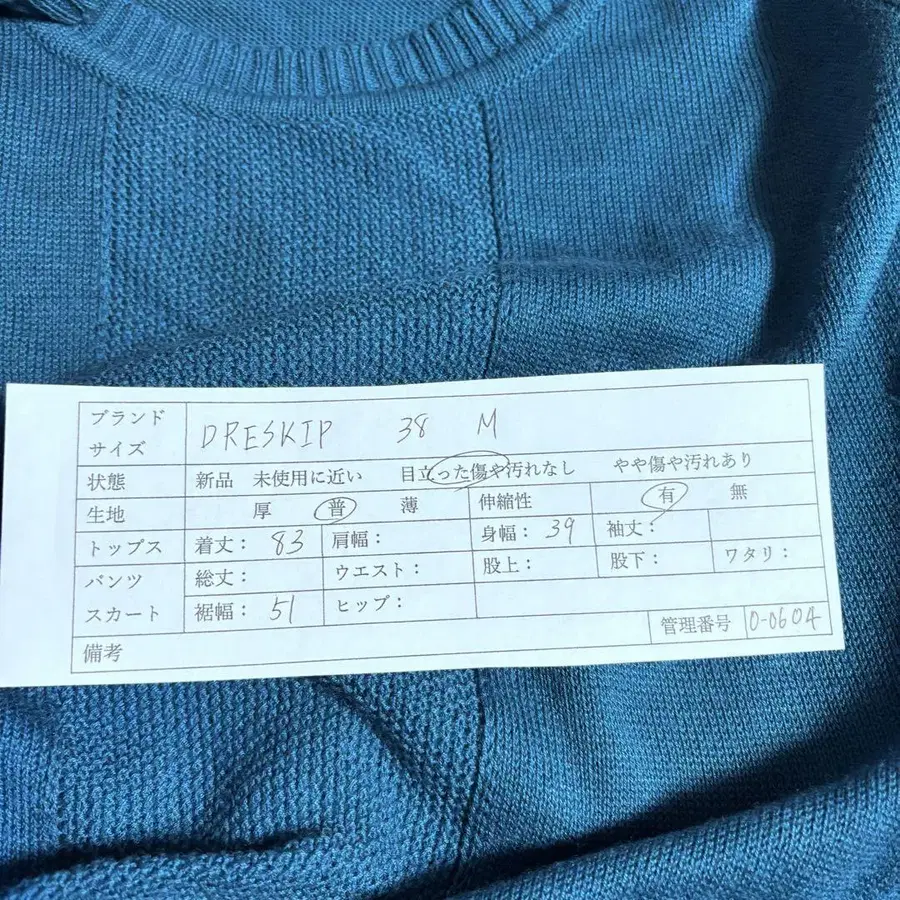 ブランド
サイズ DRESKIP 38 M
状態 新品 未使用に近い 目立った傷や汚れなし やや傷や汚れあり
生地 厚 普 薄 伸縮性 有 無
トップス 着丈： 83 肩幅： 身幅： 39 袖丈：
パンツ 総丈： ウエスト： 股上： 股下： ワタリ：
スカート 裾幅： 51 ヒップ：
備考 管理番号 0-0604